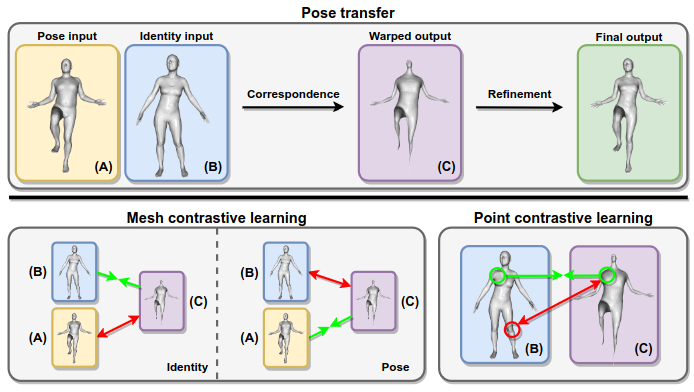 Pose transfer
Pose input
Identity input
Warped output
Final output
Correspondence
Refinement
(A)
(B)
(C)
Mesh contrastive learning
Point contrastive learning
(B)
(C)
(A)
Identity
(B)
(C)
(A)
Pose
(B)
(C)